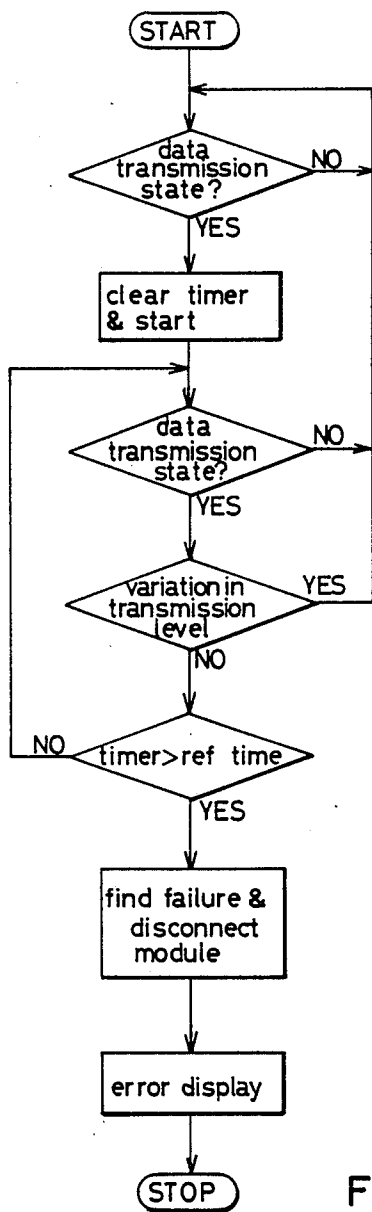 START
data
transmission
state?
NO
YES
clear timer
& start
data
transmission
state?
NO
YES
variation in
transmission
level
YES
NO
NO
timer>ref time
YES
find failure &
disconnect
module
error display
STOP
F